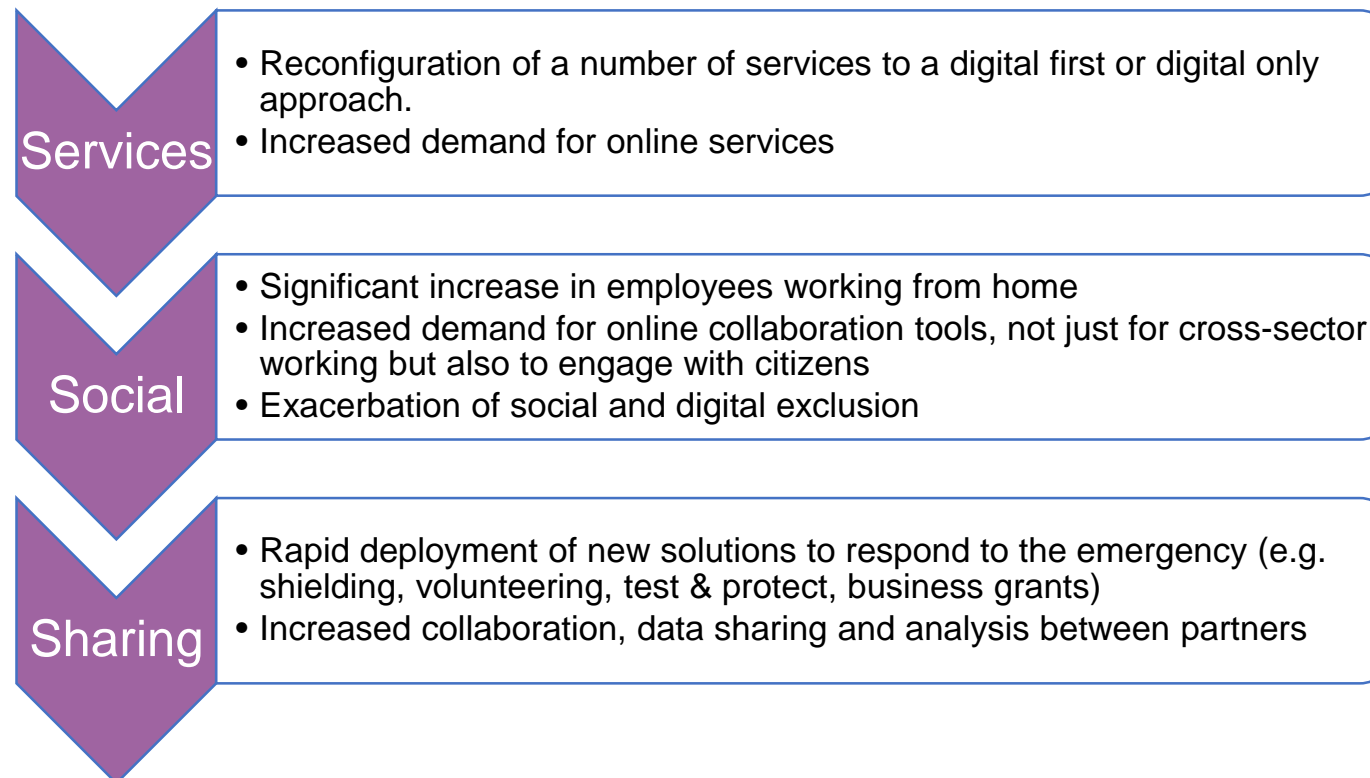 Services
• Reconfiguration of a number of services to a digital first or digital only
approach.
• Increased demand for online services
Social
• Significant increase in employees working from home
• Increased demand for online collaboration tools, not just for cross-sector
working but also to engage with citizens
• Exacerbation of social and digital exclusion
Sharing
• Rapid deployment of new solutions to respond to the emergency (e.g.
shielding, volunteering, test & protect, business grants)
• Increased collaboration, data sharing and analysis between partners